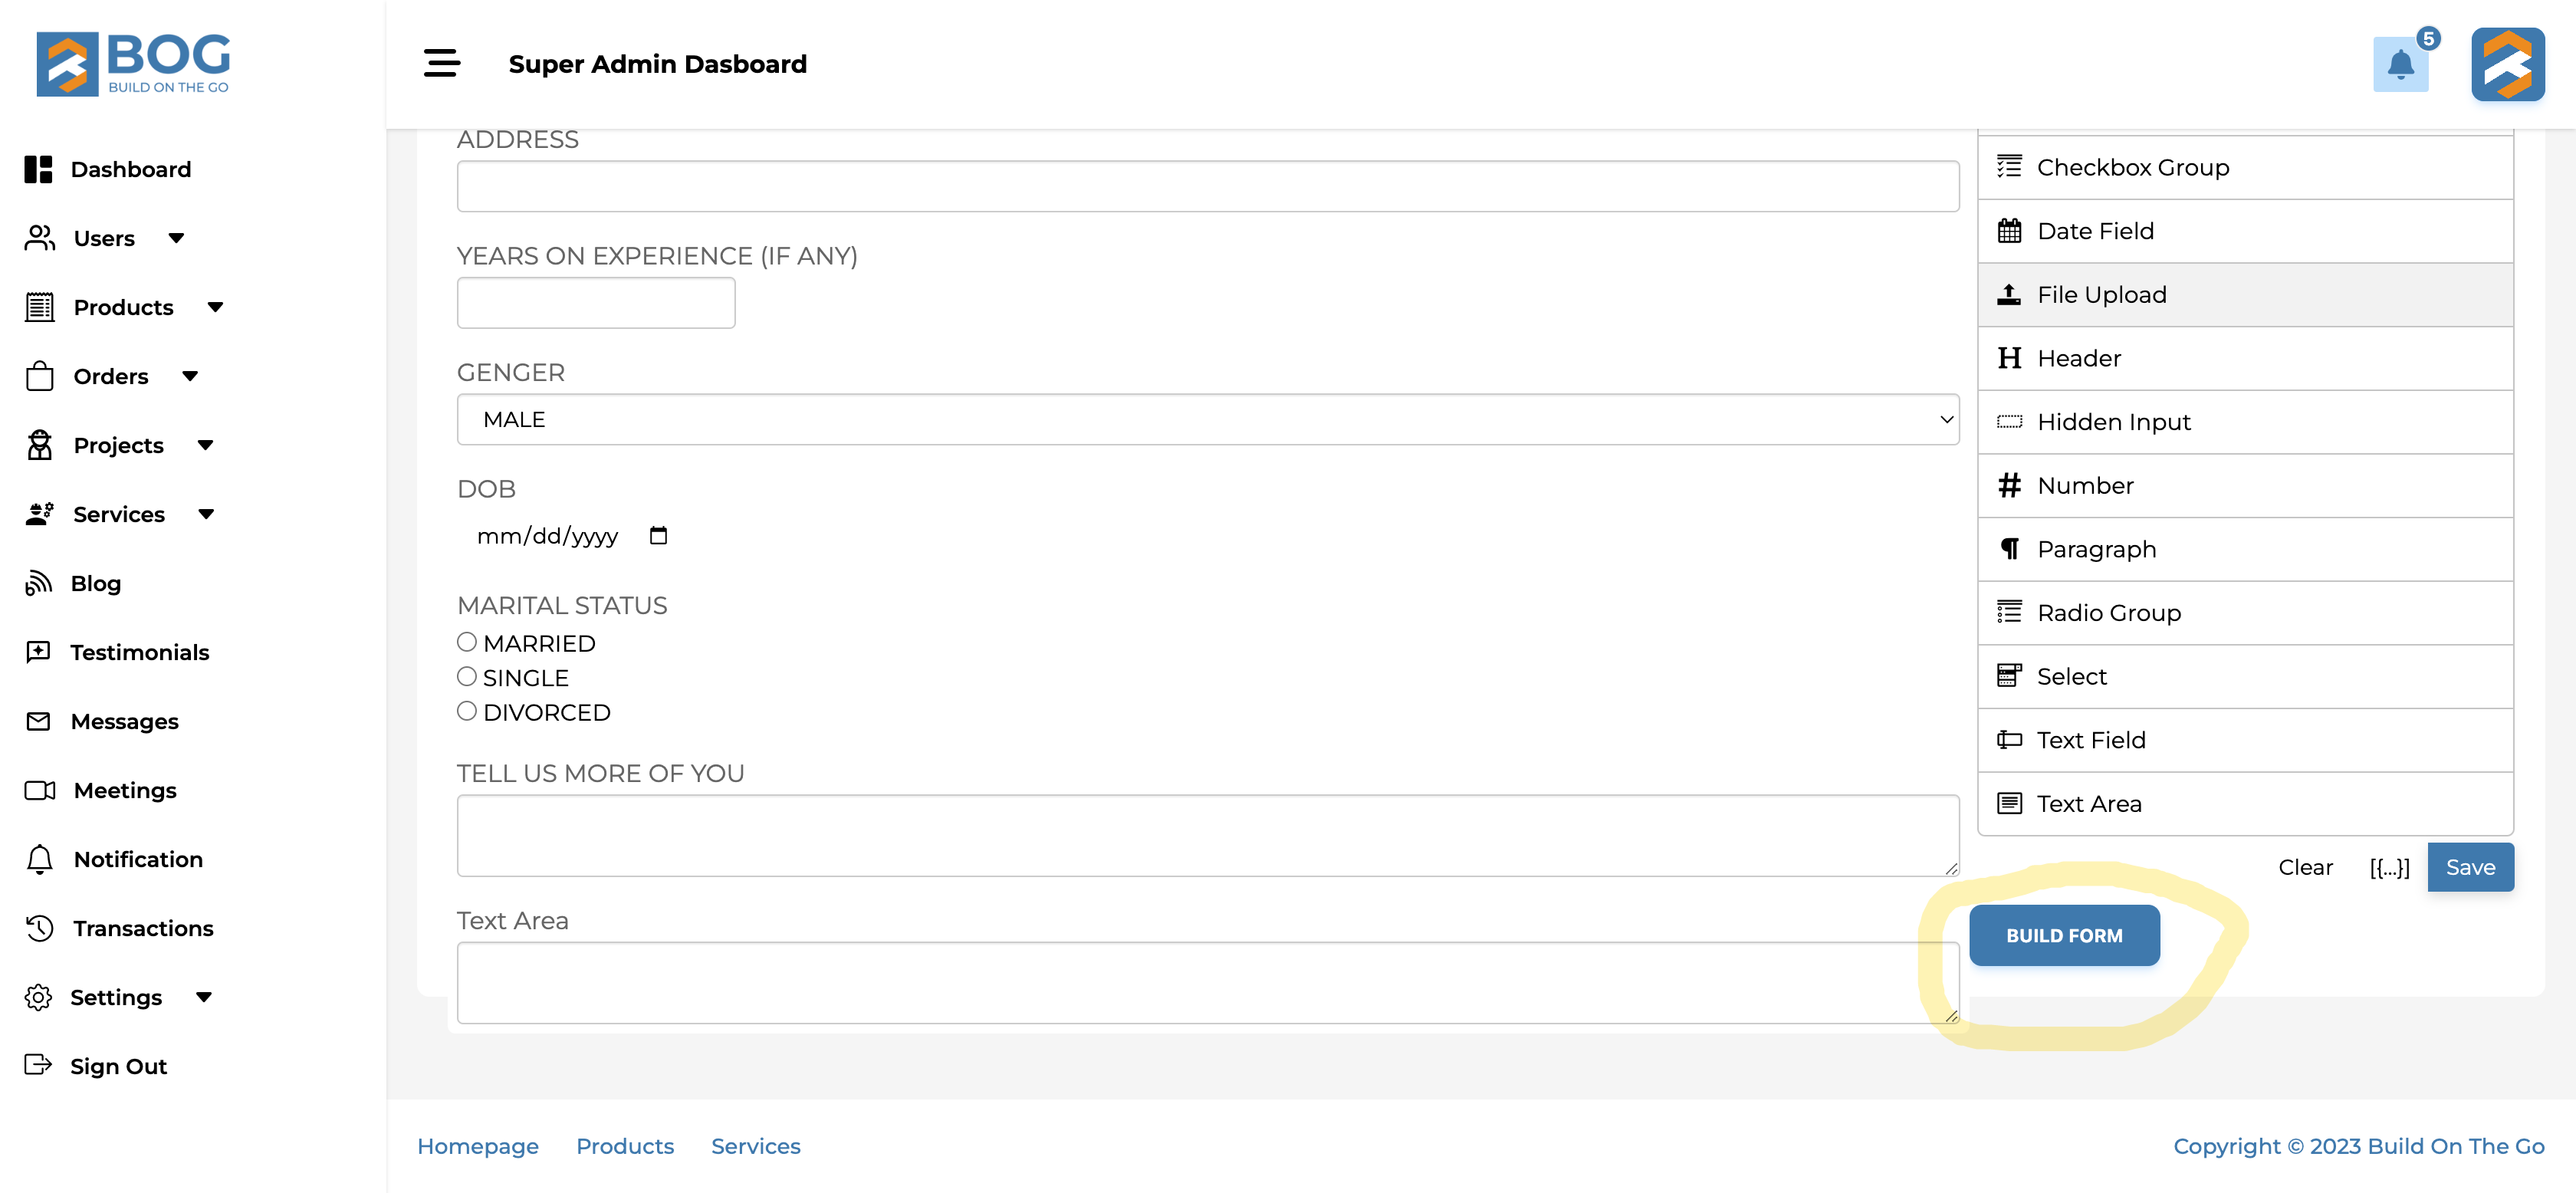 BOG
BUILD ON THE GO
Super Admin Dasboard
5
Dashboard
Users
Products
Orders
Projects
Services
Blog
Testimonials
Messages
Meetings
Notification
Transactions
Settings
Sign Out
ADDRESS
YEARS ON EXPERIENCE (IF ANY)
GENGER
MALE
DOB
mm/dd/yyyy
MARITAL STATUS
MARRIED
SINGLE
DIVORCED
TELL US MORE OF YOU
Text Area
Checkbox Group
Date Field
File Upload
H Header
Hidden Input
# Number
¶ Paragraph
Radio Group
Select
Text Field
Text Area
Clear [{...}] Save
BUILD FORM
Homepage Products Services
Copyright © 2023 Build On The Go